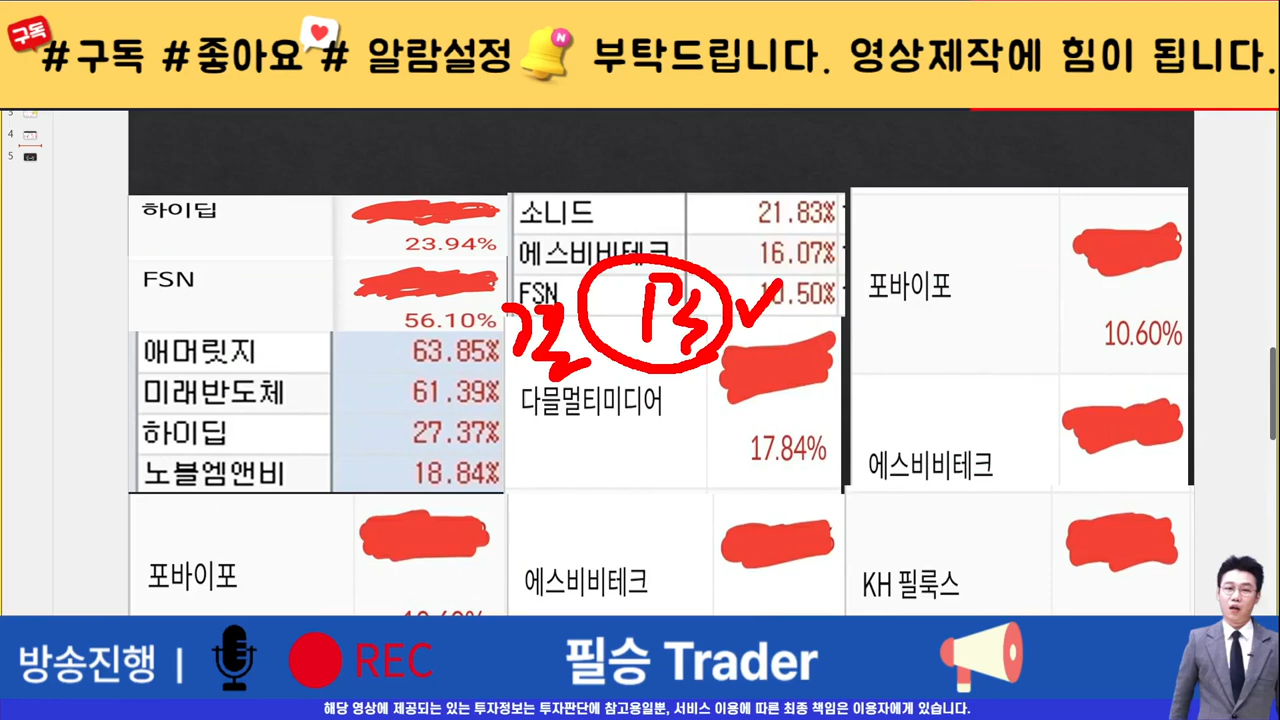 구독
#구독 #좋아요 # 알람설정 N 부탁드립니다. 영상제작에 힘이 됩니다.
3
4
5
하이딥
23.94%
FSN
56.10%
애머릿지 63.85%
미래반도체 61.39%
하이딥 27.37%
노블엠앤비 18.84%
소니드 21.83%
에스비비테크 16.07%
FSN 10.50%
다믈멀티미디어
17.84%
포바이포
10.60%
에스비비테크
포바이포
에스비비테크
KH 필룩스
방송진행 | REC 필승 Trader
해당 영상에 제공되는 있는 투자정보는 투자판단에 참고용일뿐, 서비스 이용에 따른 최종 책임은 이용자에게 있습니다.